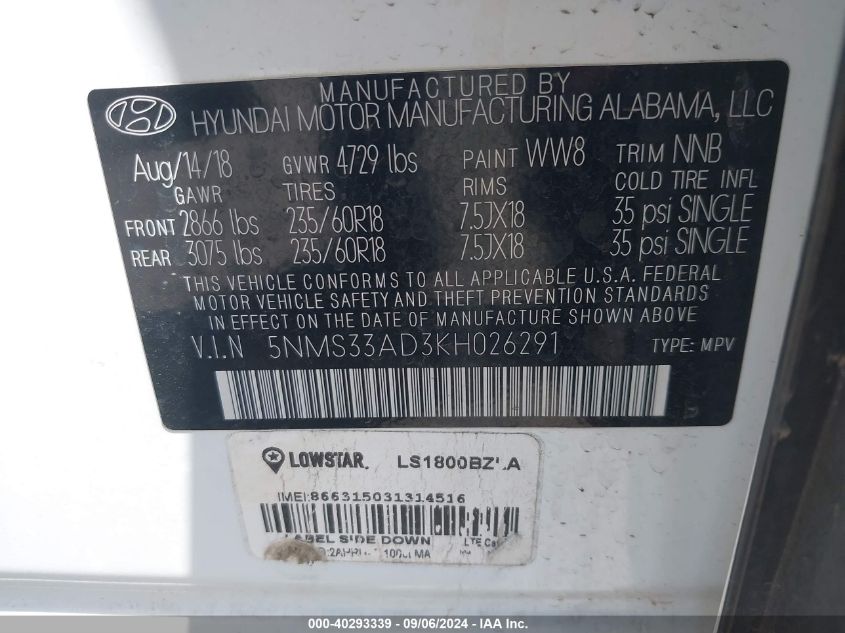 MANUFACTURED BY
HYUNDAI MOTOR MANUFACTURING ALABAMA, LLC
Aug/14/18 GVWR 4729 lbs PAINT WW8 TRIM NNB
GAWR TIRES RIMS COLD TIRE INFL
FRONT 2866 lbs 235/60R18 7.5JX18 35 psi SINGLE
REAR 3075 lbs 235/60R18 7.5JX18 35 psi SINGLE
THIS VEHICLE CONFORMS TO ALL APPLICABLE U.S.A. FEDERAL
MOTOR VEHICLE SAFETY AND THEFT PREVENTION STANDARDS
IN EFFECT ON THE DATE OF MANUFACTURE SHOWN ABOVE
V.I.N 5NMS33AD3KH026291 TYPE: MPV
LOWSTAR
IMEI:866315031314516
LABEL SIDE DOWN LTE
000-40293339 - 09/06/2024 - IAA Inc.